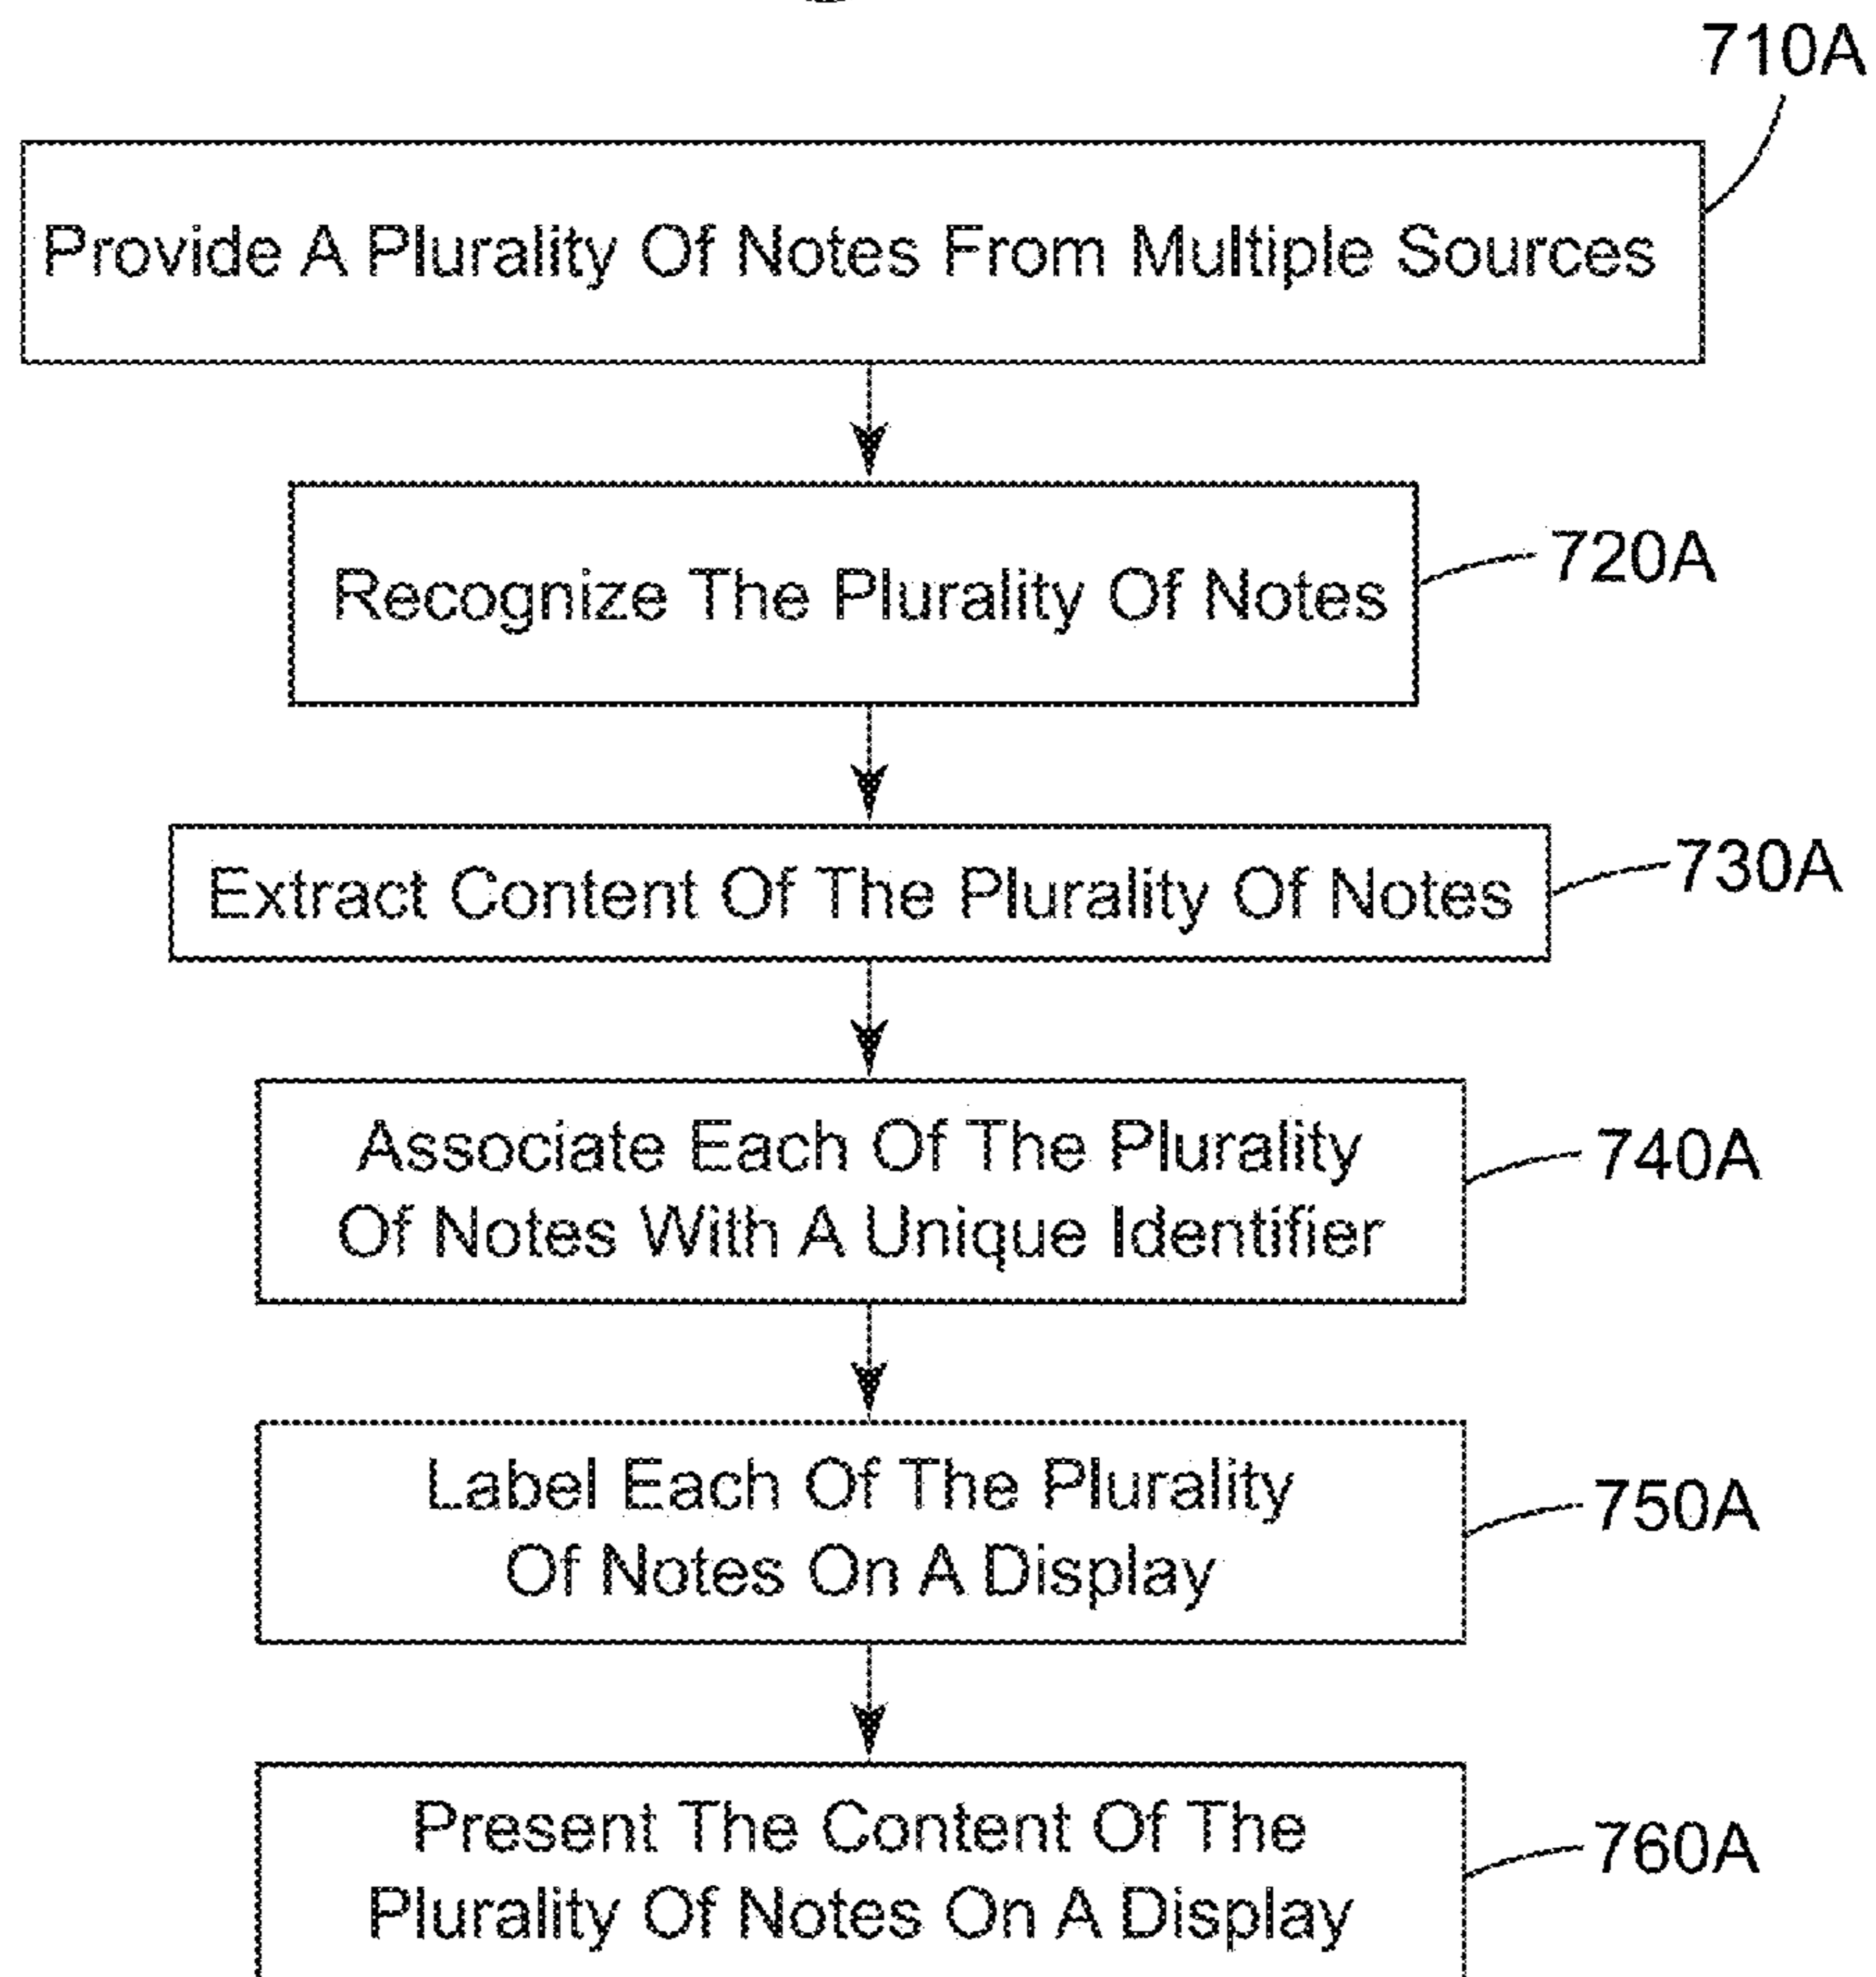 710A
Provide A Plurality Of Notes From Multiple Sources
Recognize The Plurality Of Notes
720A
Extract Content Of The Plurality Of Notes
730A
Associate Each Of The Plurality
Of Notes With A Unique Identifier
740A
Label Each Of The Plurality
Of Notes On A Display
750A
Present The Content Of The
Plurality Of Notes On A Display
760A